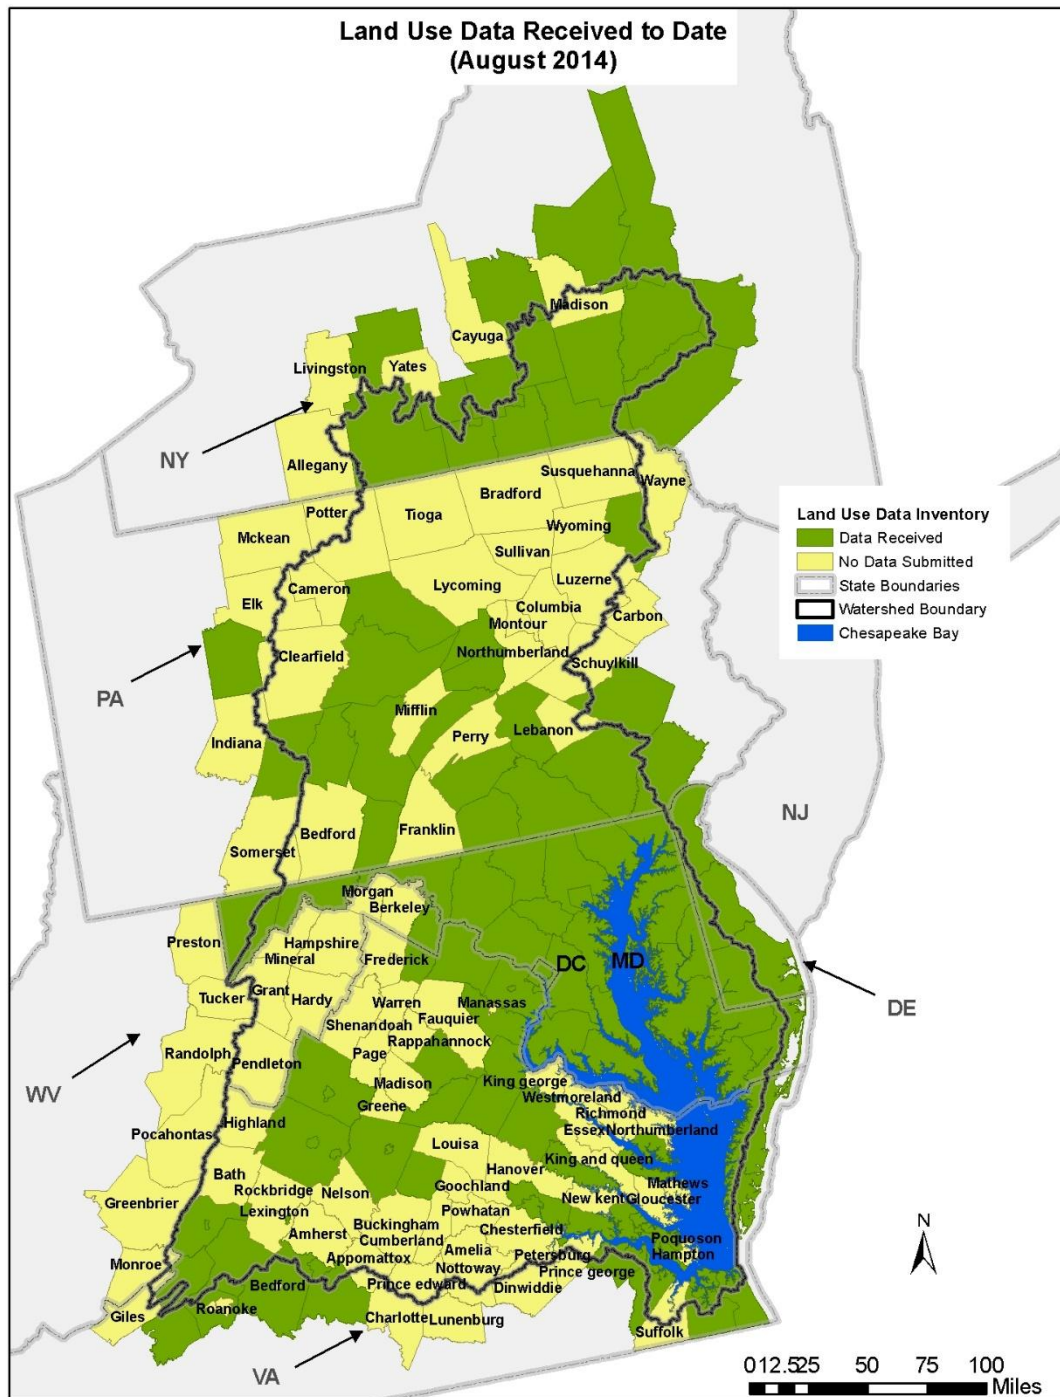 Land Use Data Received to Date
(August 2014)
Madison
Cayuga
Livingston
Yates
NY
Allegany
Susquehanna
Wayne
Bradford
Potter
Tioga
Mckean
Wyoming
Sullivan
Cameron
Lycoming
Luzerne
Elk
Columbia
Carbon
Montour
Clearfield
Northumberland
Schuylkill
PA
Mifflin
Perry
Lebanon
Indiana
Bedford
Franklin
Somerset
NJ
Land Use Data Inventory
Data Received
No Data Submitted
State Boundaries
Watershed Boundary
Chesapeake Bay
Morgan
Berkeley
Preston
Hampshire
Mineral
Frederick
DC
MD
Grant
Tucker
Hardy
Warren
Manassas
Fauquier
DE
Shenandoah
Rappahannock
Randolph
Page
Pendleton
WV
Madison
King george
Westmoreland
Greene
Richmond
Highland
Essex
Northumberland
Pocahontas
Louisa
King and queen
Hanover
Bath
Mathews
Rockbridge
Nelson
Goochland
New kent
Gloucester
Greenbrier
Lexington
Powhatan
Buckingham
Chesterfield
Amherst
Cumberland
Poquoson
Amelia
Petersburg
Hampton
Appomattox
Monroe
Nottoway
Prince george
Bedford
Prince edward
Dinwiddie
Roanoke
Giles
Charlotte
Lunenburg
Suffolk
VA
N
0 12.5 25 50 75 100
Miles